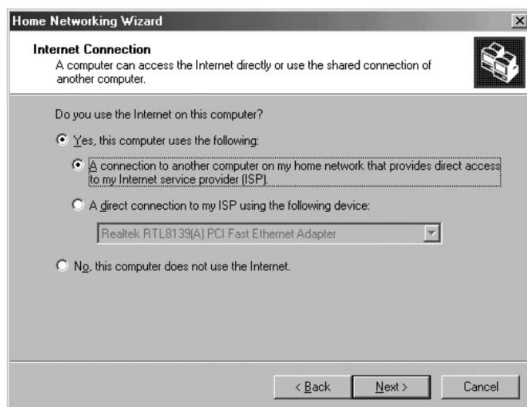 Home Networking Wizard
Internet Connection
A computer can access the Internet directly or use the shared connection of
another computer.
Do you use the Internet on this computer?
Yes, this computer uses the following:
A connection to another computer on my home network that provides direct access
to my Internet service provider (ISP).
A direct connection to my ISP using the following device:
Realtek RTL8139(A) PCI Fast Ethernet Adapter
No, this computer does not use the Internet.
< Back Next > Cancel